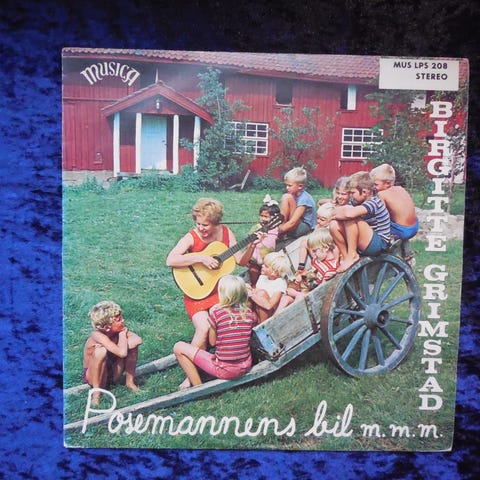 MUSICA
MUS LPS 208
STEREO
BIRGITTE GRIMSTAD
Posemannens bil m.m.m.